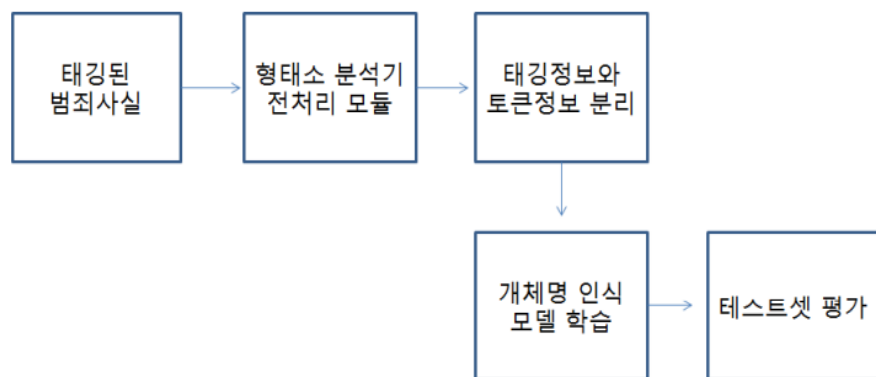 태깅된
범죄사실
형태소 분석기
전처리 모듈
태깅정보와
토큰정보 분리
개체명 인식
모델 학습
테스트셋 평가